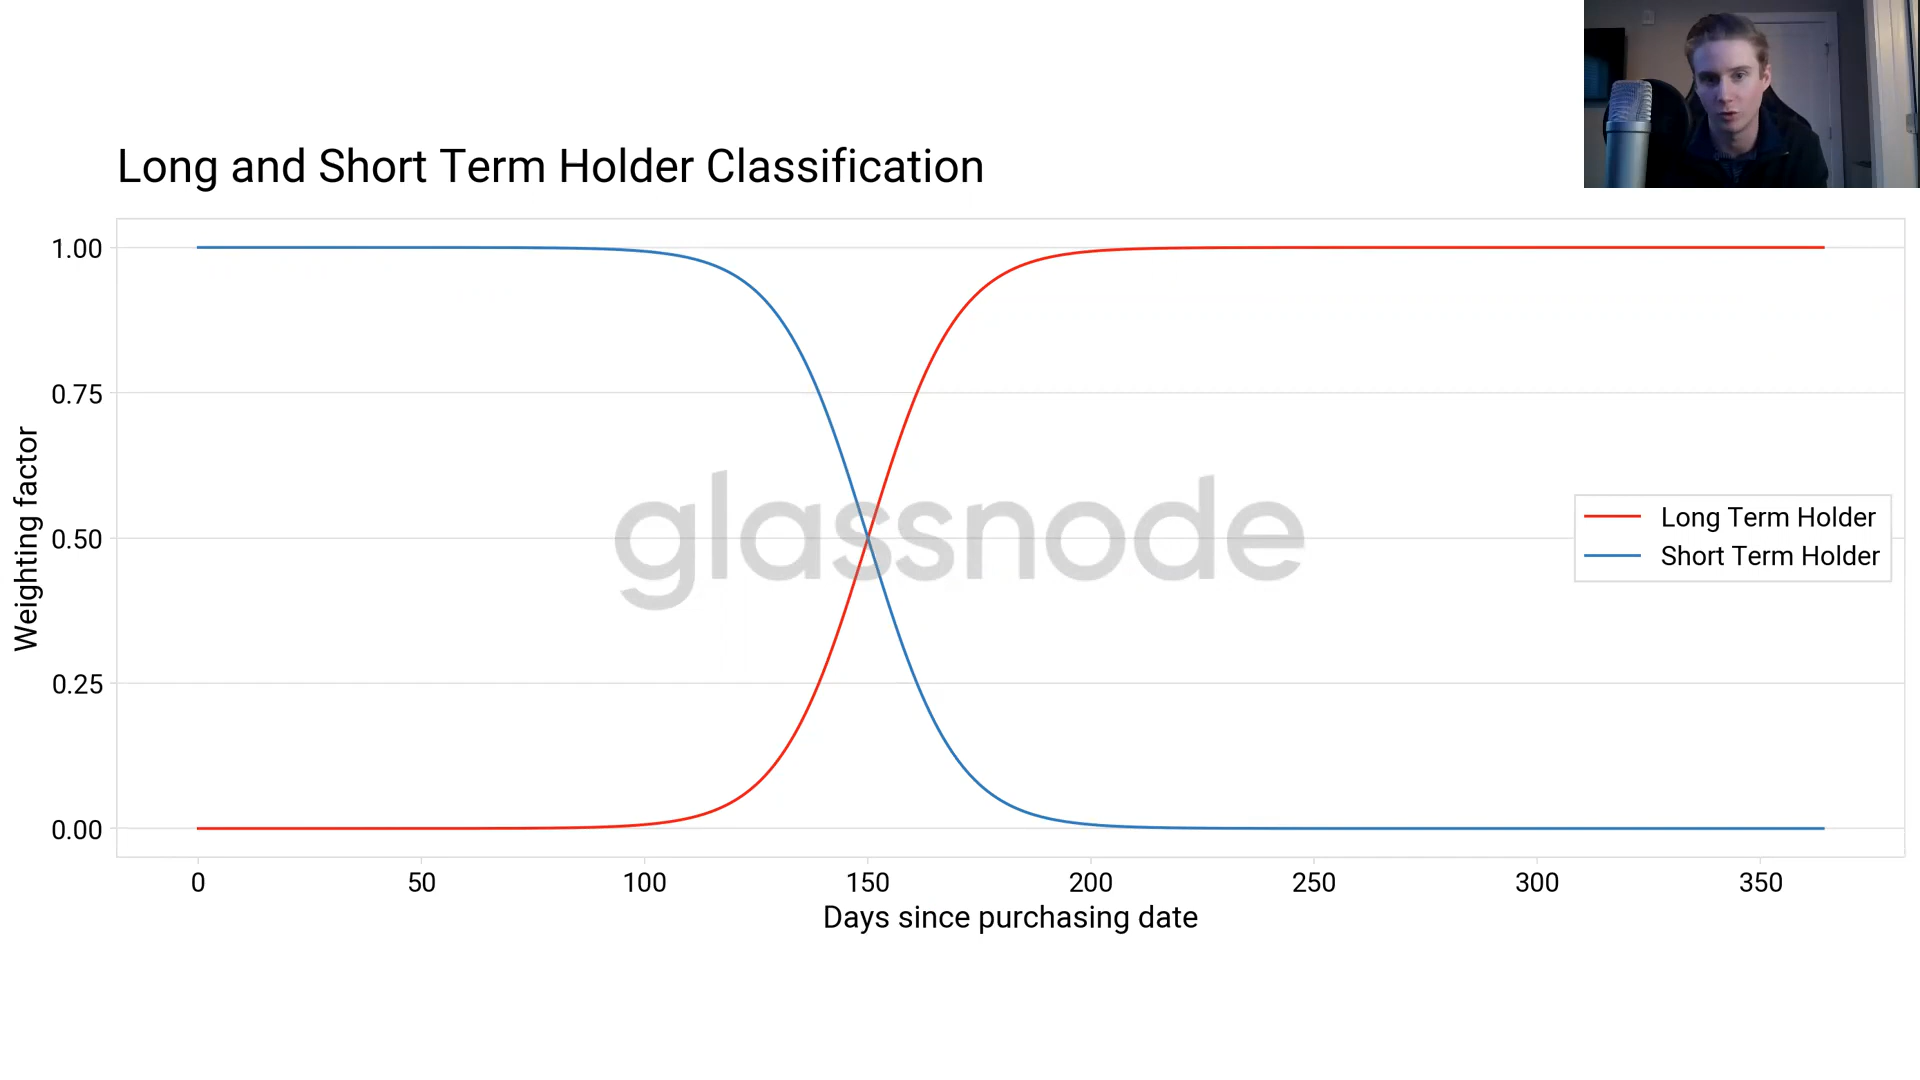 Long and Short Term Holder Classification
1.00
0.75
0.50
0.25
0.00
Weighting factor
glassnode
Long Term Holder
Short Term Holder
0 50 100 150 200 250 300 350
Days since purchasing date